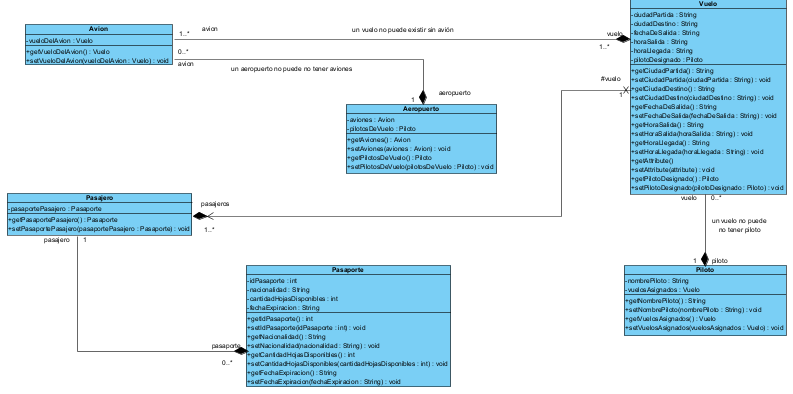 Avion
-vueloDelAvion : Vuelo
+getVueloDelAvion() : Vuelo
+setVueloDelAvion(vueloDelAvion : Vuelo) : void
avion
1..*
0..*
avion
un vuelo no puede existir sin avión
un aeropuerto no puede no tener aviones
vuelo
1..*
aeropuerto
1
Aeropuerto
-aviones : Avion
-pilotosDeVuelo : Piloto
+getAviones() : Avion
+setAviones(aviones : Avion) : void
+getPilotosDeVuelo() : Piloto
+setPilotosDeVuelo(pilotosDeVuelo : Piloto) : void
#vuelo
1
Vuelo
-ciudadPartida : String
-ciudadDestino : String
-fechaDeSalida : String
-horaSalida : String
-horaLlegada : String
-pilotoDesignado : Piloto
+getCiudadPartida() : String
+setCiudadPartida(ciudadPartida : String) : void
+getCiudadDestino() : String
+setCiudadDestino(ciudadDestino : String) : void
+getFechaDeSalida() : String
+setFechaDeSalida(fechaDeSalida : String) : void
+getHoraSalida() : String
+setHoraSalida(horaSalida : String) : void
+getHoraLlegada() : String
+setHoraLlegada(horaLlegada : String) : void
+getAttribute()
+setAttribute(attribute) : void
+getPilotoDesignado() : Piloto
+setPilotoDesignado(pilotoDesignado : Piloto) : void
vuelo
0..*
un vuelo no puede
no tener piloto
1
piloto
Piloto
-nombrePiloto : String
-vuelosAsignados : Vuelo
+getNombrePiloto() : String
+setNombrePiloto(nombrePiloto : String) : void
+getVuelosAsignados() : Vuelo
+setVuelosAsignados(vuelosAsignados : Vuelo) : void
Pasajero
-pasaportePasajero : Pasaporte
+getPasaportePasajero() : Pasaporte
+setPasaportePasajero(pasaportePasajero : Pasaporte) : void
pasajeros
1..*
pasajero
1
pasaporte
0..*
Pasaporte
-idPasaporte : int
-nacionalidad : String
-cantidadHojasDisponibles : int
-fechaExpiracion : String
+getIdPasaporte() : int
+setIdPasaporte(idPasaporte : int) : void
+getNacionalidad() : String
+setNacionalidad(nacionalidad : String) : void
+getCantidadHojasDisponibles() : int
+setCantidadHojasDisponibles(cantidadHojasDisponibles : int) : void
+getFechaExpiracion() : String
+setFechaExpiracion(fechaExpiracion : String) : void